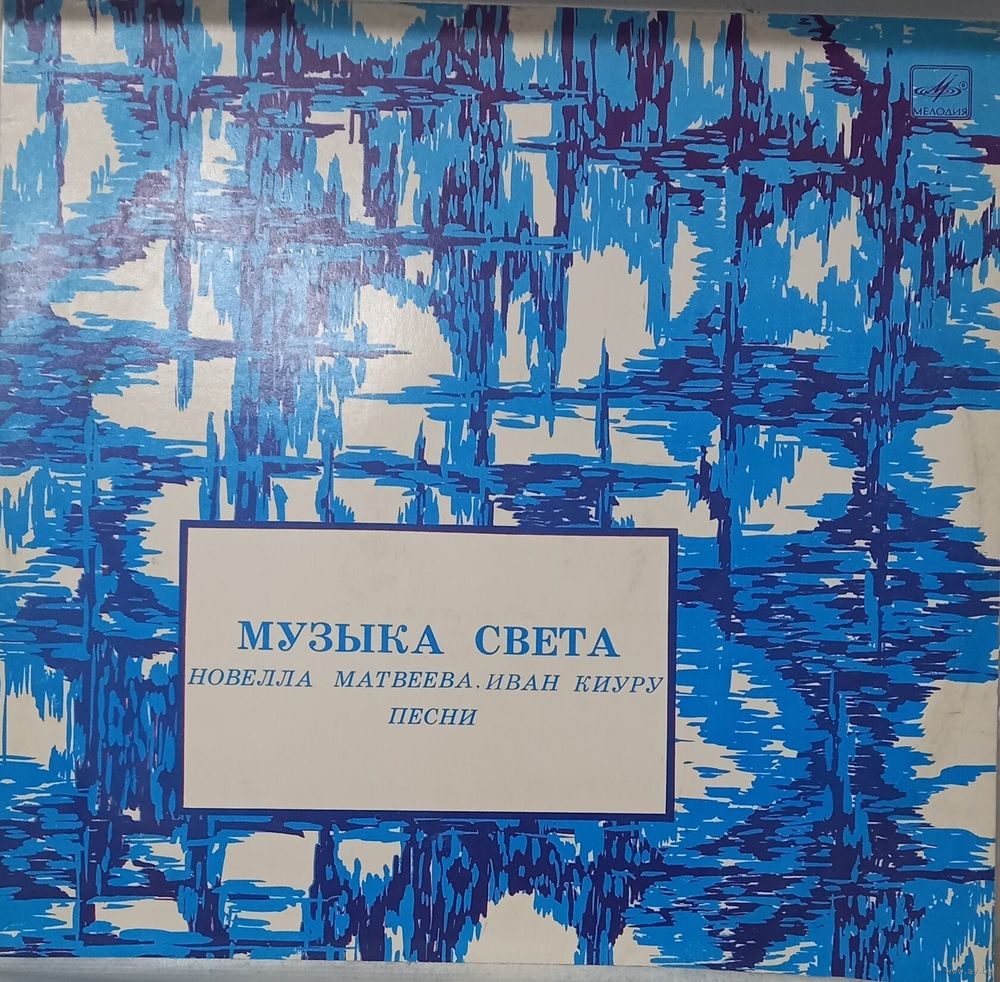 МЕЛОДИЯ
МУЗЫКА СВЕТА
НОВЕЛЛА МАТВЕЕВА, ИВАН КИУРУ
ПЕСНИ